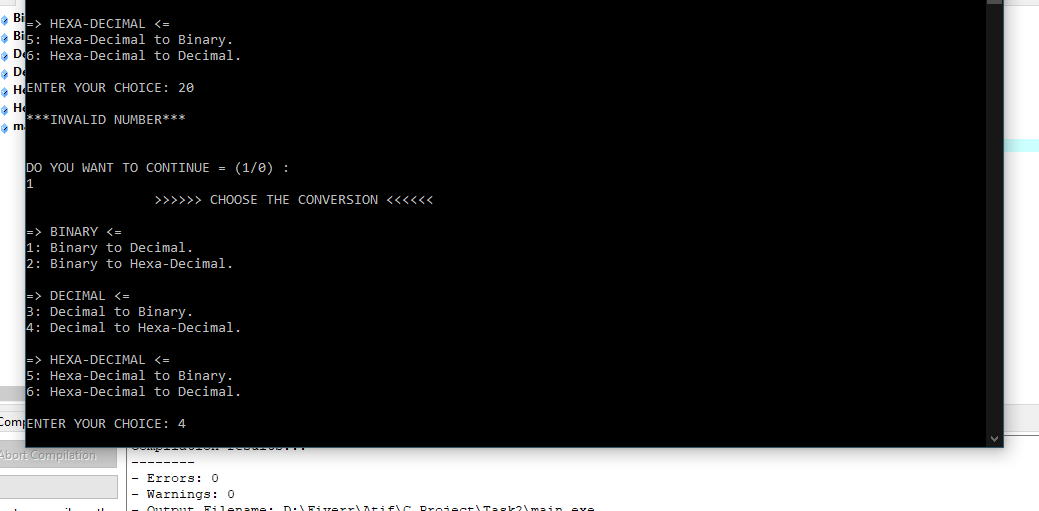 Bi
=> HEXA-DECIMAL <=
Bi
5: Hexa-Decimal to Binary.
De
6: Hexa-Decimal to Decimal.
De
He
ENTER YOUR CHOICE: 20
He
***INVALID NUMBER***
ma
DO YOU WANT TO CONTINUE = (1/0) :
1
>>>>>> CHOOSE THE CONVERSION <<<<<<
=> BINARY <=
1: Binary to Decimal.
2: Binary to Hexa-Decimal.
=> DECIMAL <=
3: Decimal to Binary.
4: Decimal to Hexa-Decimal.
=> HEXA-DECIMAL <=
5: Hexa-Decimal to Binary.
6: Hexa-Decimal to Decimal.
ENTER YOUR CHOICE: 4
Comp
Abort Compilation
Compilation results...
--------
- Errors: 0
- Warnings: 0
- Output Filename: D:\Fiverr\Atif\C Project\Task2\main.exe